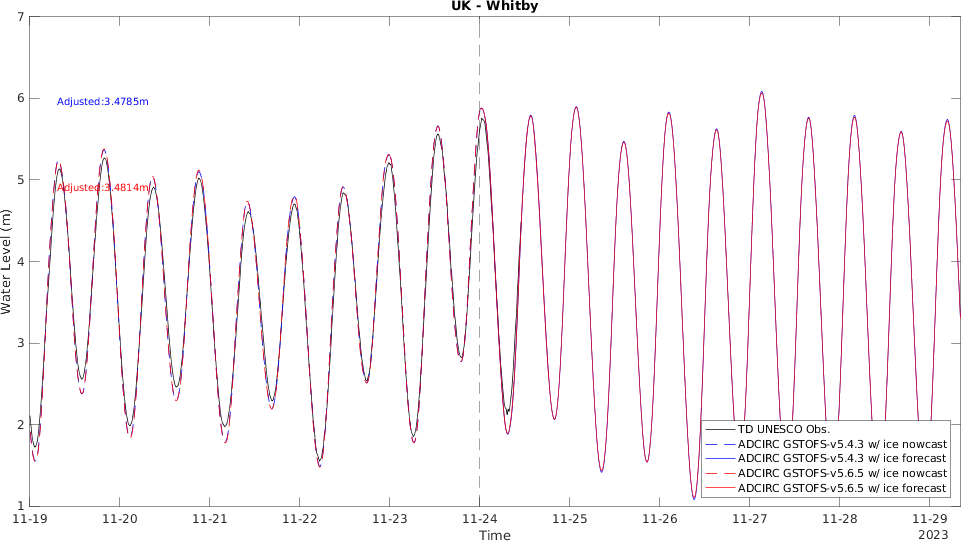 UK - Whitby
7
6
5
4
3
2
1
Water Level (m)
Adjusted:3.4785m
Adjusted:3.4814m
TD UNESCO Obs.
ADCIRC GSTOFS-v5.4.3 w/ ice nowcast
ADCIRC GSTOFS-v5.4.3 w/ ice forecast
ADCIRC GSTOFS-v5.6.5 w/ ice nowcast
ADCIRC GSTOFS-v5.6.5 w/ ice forecast
11-19 11-20 11-21 11-22 11-23 11-24 11-25 11-26 11-27 11-28 11-29
Time
2023